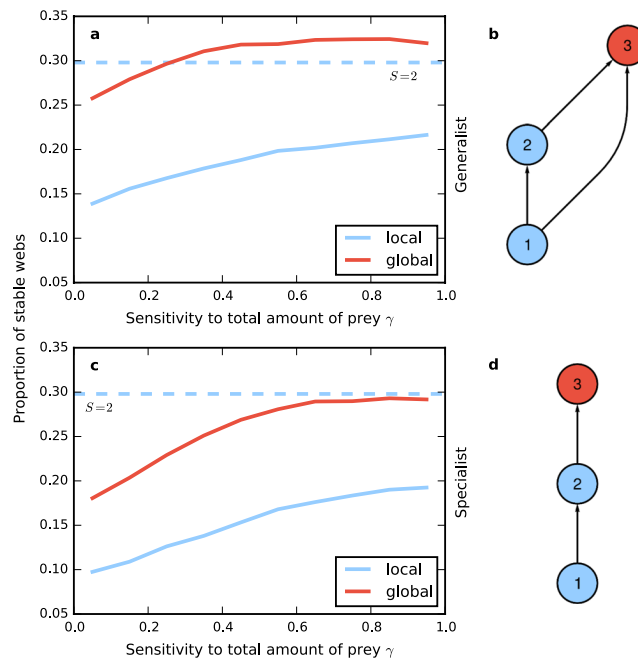 Proportion of stable webs
a
0.35
0.30
0.25
0.20
0.15
0.10
0.05
S=2
local
global
0.0
0.2
0.4
0.6
0.8
1.0
Sensitivity to total amount of prey γ
Generalist
b
3
2
1
c
0.35
0.30
0.25
0.20
0.15
0.10
0.05
S=2
local
global
0.0
0.2
0.4
0.6
0.8
1.0
Sensitivity to total amount of prey γ
Specialist
d
3
2
1